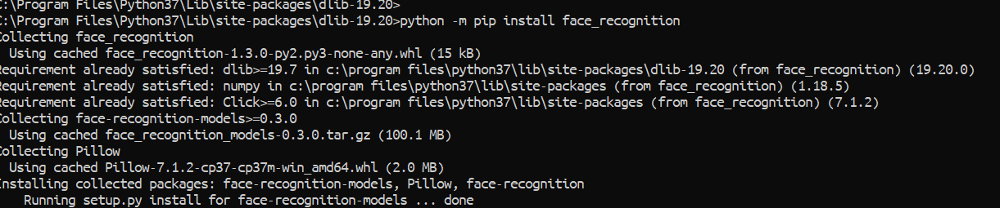 C:\Program Files\Python37\Lib\site-packages\dlib-19.20>
C:\Program Files\Python37\Lib\site-packages\dlib-19.20>python -m pip install face_recognition
Collecting face_recognition
  Using cached face_recognition-1.3.0-py2.py3-none-any.whl (15 kB)
Requirement already satisfied: dlib>=19.7 in c:\program files\python37\lib\site-packages\dlib-19.20 (from face_recognition) (19.20.0)
Requirement already satisfied: numpy in c:\program files\python37\lib\site-packages (from face_recognition) (1.18.5)
Requirement already satisfied: Click>=6.0 in c:\program files\python37\lib\site-packages (from face_recognition) (7.1.2)
Collecting face-recognition-models>=0.3.0
  Using cached face_recognition_models-0.3.0.tar.gz (100.1 MB)
Collecting Pillow
  Using cached Pillow-7.1.2-cp37-cp37m-win_amd64.whl (2.0 MB)
Installing collected packages: face-recognition-models, Pillow, face-recognition
    Running setup.py install for face-recognition-models ... done